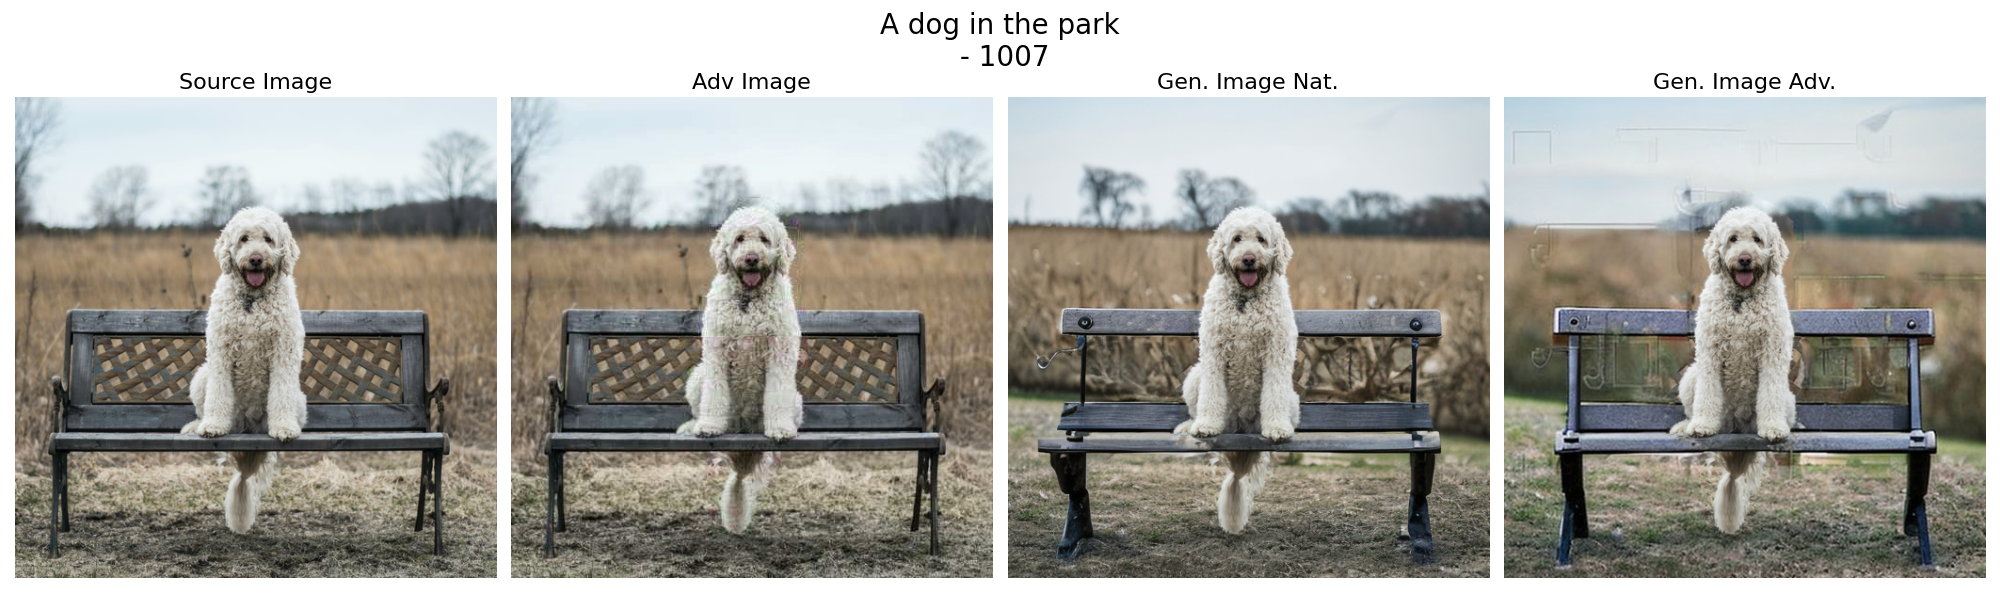 A dog in the park
- 1007
Source Image
Adv Image
Gen. Image Nat.
Gen. Image Adv.